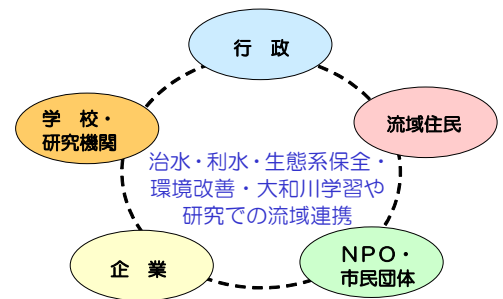 行　政
学　校・
研究機関
流域住民
治水・利水・生態系保全・
環境改善・大和川学習や
研究での流域連携
企　業
ＮＰＯ・
市民団体